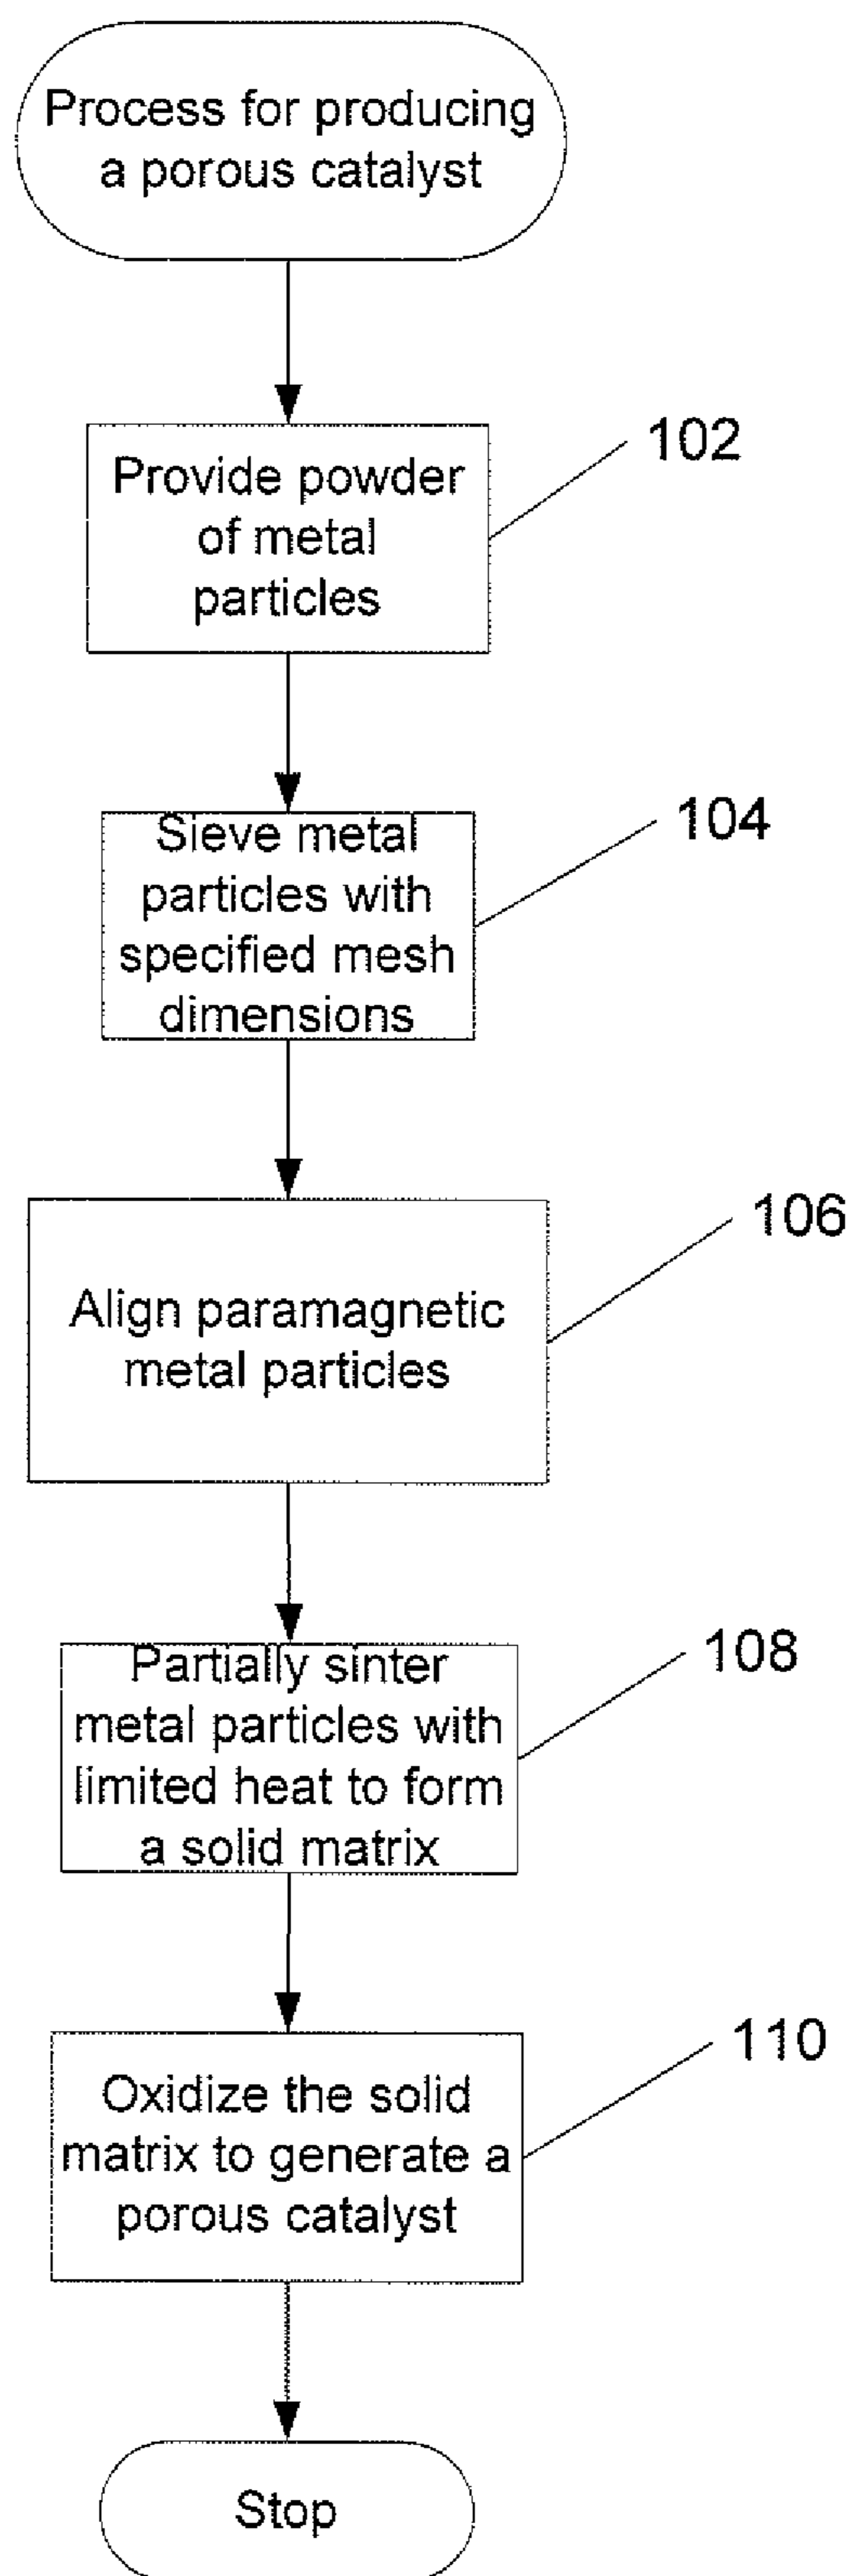 Process for producing
a porous catalyst
102
Provide powder
of metal
particles
104
Sieve metal
particles with
specified mesh
dimensions
106
Align paramagnetic
metal particles
108
Partially sinter
metal particles with
limited heat to form
a solid matrix
110
Oxidize the solid
matrix to generate a
porous catalyst
Stop